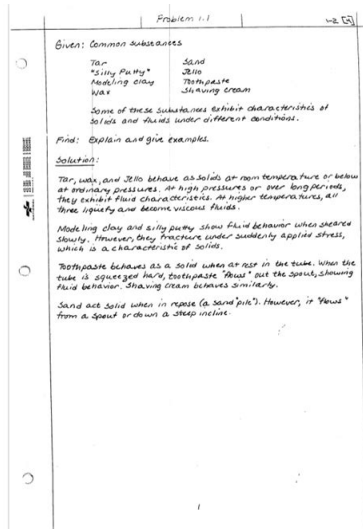 Problem 1.1
Given: Common substances
Tar Sand
"Silly Putty" Jello
Modeling clay Toothpaste
Wax Shaving cream
Some of these substances exhibit characteristics of
solids and fluids under different conditions.
Find: Explain and give examples.
Solution:
Tar, wax, and Jello behave as solids at room temperature or below
at ordinary pressures. At high pressures or over long periods,
they exhibit fluid characteristics. At higher temperatures, all
three liquefy and become viscous fluids.
Modeling clay and silly putty show fluid behavior when sheared
slowly. However, they fracture under suddenly applied stress,
which is a characteristic of solids.
Toothpaste behaves as a solid when at rest in the tube. When the
tube is squeezed hard, toothpaste "flows" out the spout, showing
fluid behavior. Shaving cream behaves similarly.
Sand acts solid when in repose (a sand "pile"). However, it "flows"
from a spout or down a steep incline.
1